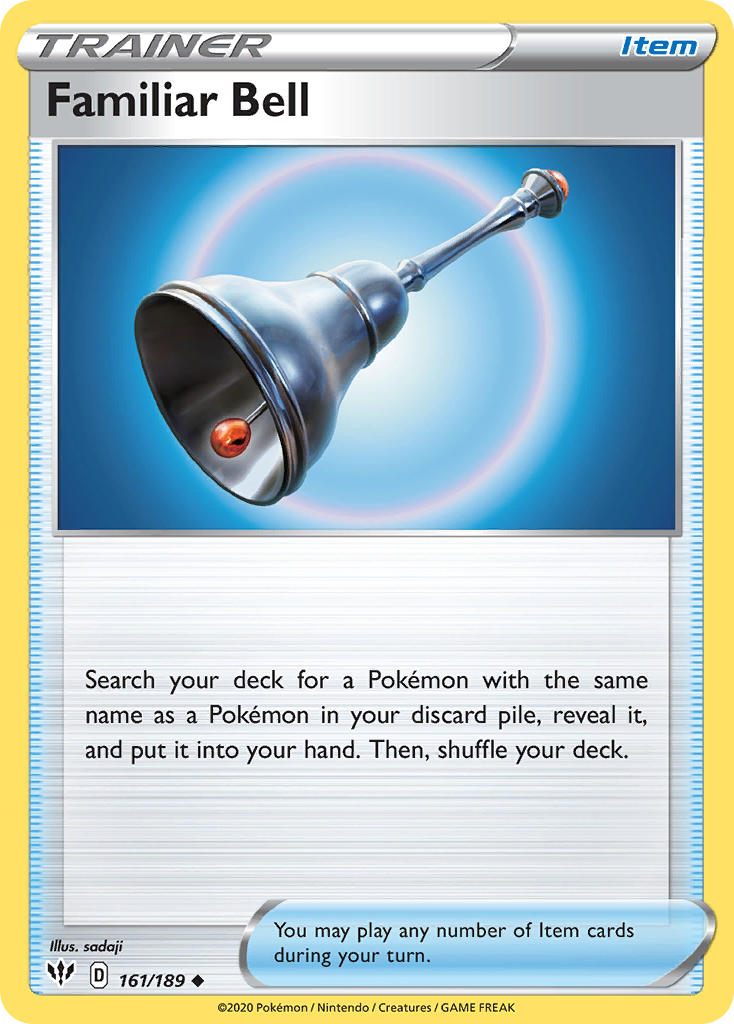 TRAINER
Item
Familiar Bell
Search your deck for a Pokémon with the same
name as a Pokémon in your discard pile, reveal it,
and put it into your hand. Then, shuffle your deck.
Illus. sadaji
You may play any number of Item cards
during your turn.
D 161/189
©2020 Pokémon / Nintendo / Creatures / GAME FREAK